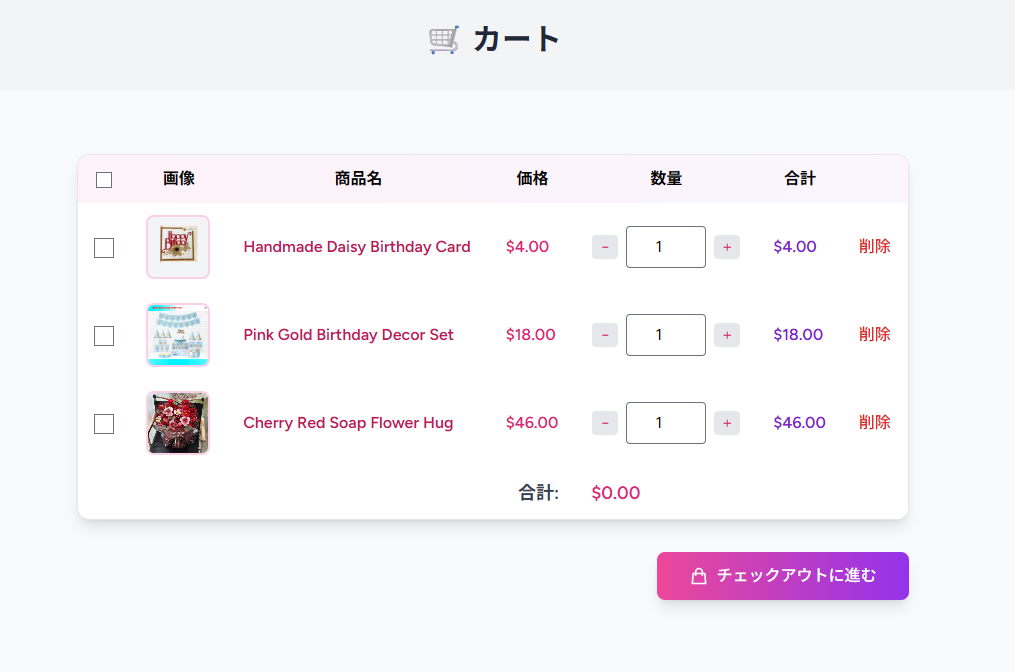 カート
画像 商品名 価格 数量 合計
Handmade Daisy Birthday Card $4.00 - 1 + $4.00 削除
Pink Gold Birthday Decor Set $18.00 - 1 + $18.00 削除
Cherry Red Soap Flower Hug $46.00 - 1 + $46.00 削除
合計: $0.00
チェックアウトに進む